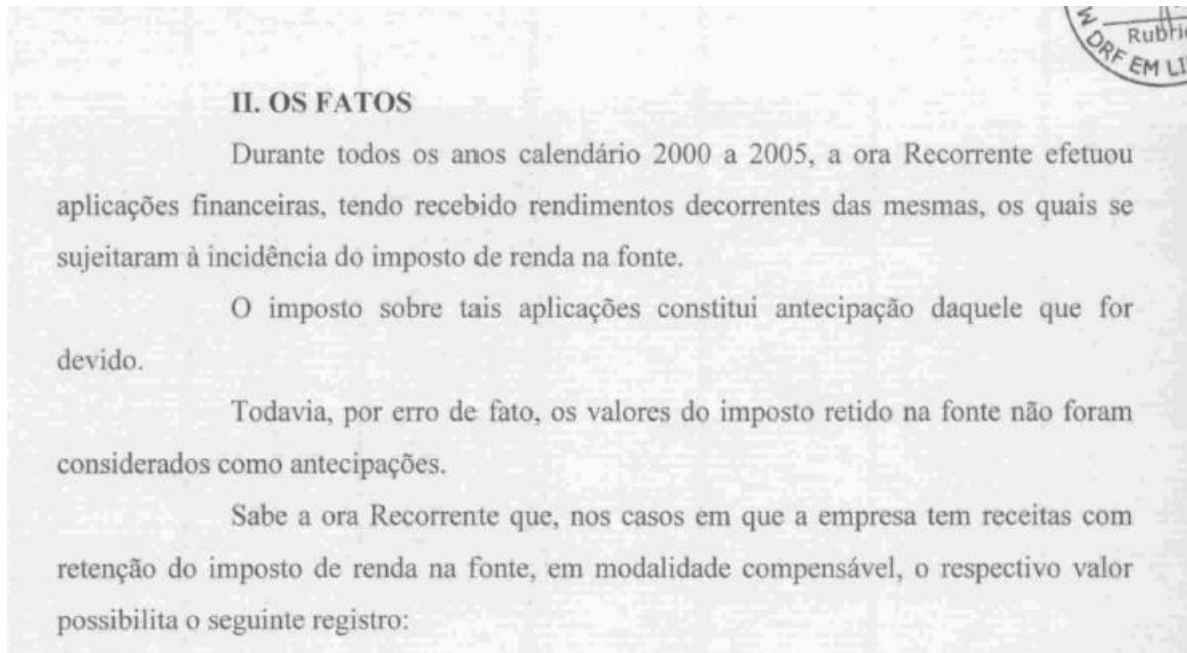 DRF EM
II. OS FATOS
Durante todos os anos calendário 2000 a 2005, a ora Recorrente efetuou
aplicações financeiras, tendo recebido rendimentos decorrentes das mesmas, os quais se
sujeitaram à incidência do imposto de renda na fonte.
O imposto sobre tais aplicações constitui antecipação daquele que for
devido.
Todavia, por erro de fato, os valores do imposto retido na fonte não foram
considerados como antecipações.
Sabe a ora Recorrente que, nos casos em que a empresa tem receitas com
retenção do imposto de renda na fonte, em modalidade compensável, o respectivo valor
possibilita o seguinte registro: